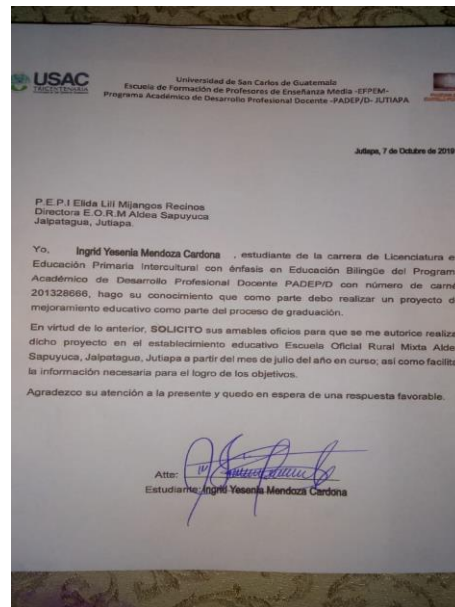 USAC
TRICENTENARIA
Universidad de San Carlos de Guatemala
Escuela de Formación de Profesores de Enseñanza Media -EFPEM-
Programa Académico de Desarrollo Profesional Docente -PADEP/D- JUTIAPA
Jutiapa, 7 de Octubre de 2019
P.E.P.I Elida Lili Mijangos Recinos
Directora E.O.R.M Aldea Sapuyuca
Jalpatagua, Jutiapa.
Yo, Ingrid Yesenia Mendoza Cardona , estudiante de la carrera de Licenciatura e
Educación Primaria Intercultural con énfasis en Educación Bilingüe del Program
Académico de Desarrollo Profesional Docente PADEP/D con número de carné
201328666, hago su conocimiento que como parte debo realizar un proyecto d
mejoramiento educativo como parte del proceso de graduación.
En virtud de lo anterior, SOLICITO sus amables oficios para que se me autorice realiza
dicho proyecto en el establecimiento educativo Escuela Oficial Rural Mixta Alde
Sapuyuca, Jalpatagua, Jutiapa a partir del mes de julio del año en curso; así como facilita
la información necesaria para el logro de los objetivos.
Agradezco su atención a la presente y quedo en espera de una respuesta favorable.
Atte:
Estudiante: Ingrid Yesenia Mendoza Cardona